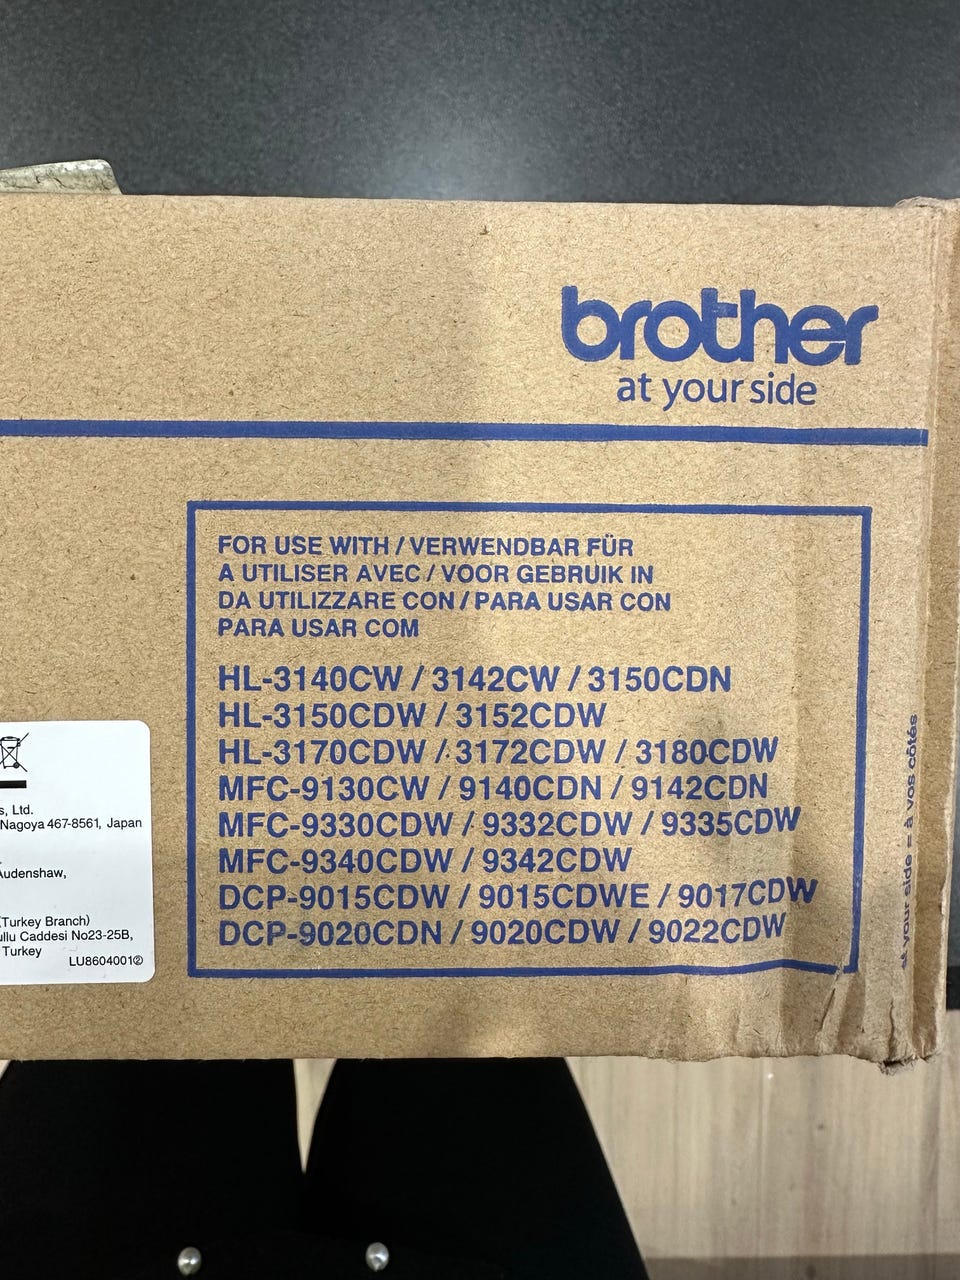 brother
at your side
FOR USE WITH / VERWENDBAR FÜR
A UTILISER AVEC / VOOR GEBRUIK IN
DA UTILIZZARE CON / PARA USAR CON
PARA USAR COM
HL-3140CW / 3142CW / 3150CDN
HL-3150CDW / 3152CDW
HL-3170CDW / 3172CDW / 3180CDW
MFC-9130CW / 9140CDN / 9142CDN
MFC-9330CDW / 9332CDW / 9335CDW
MFC-9340CDW / 9342CDW
DCP-9015CDW / 9015CDWE / 9017CDW
DCP-9020CDN / 9020CDW / 9022CDW
s, Ltd.
Nagoya 467-8561, Japan
Audenshaw,
(Turkey Branch)
ullu Caddesi No23-25B,
Turkey
LU8604001②
at your side = à vos côtés